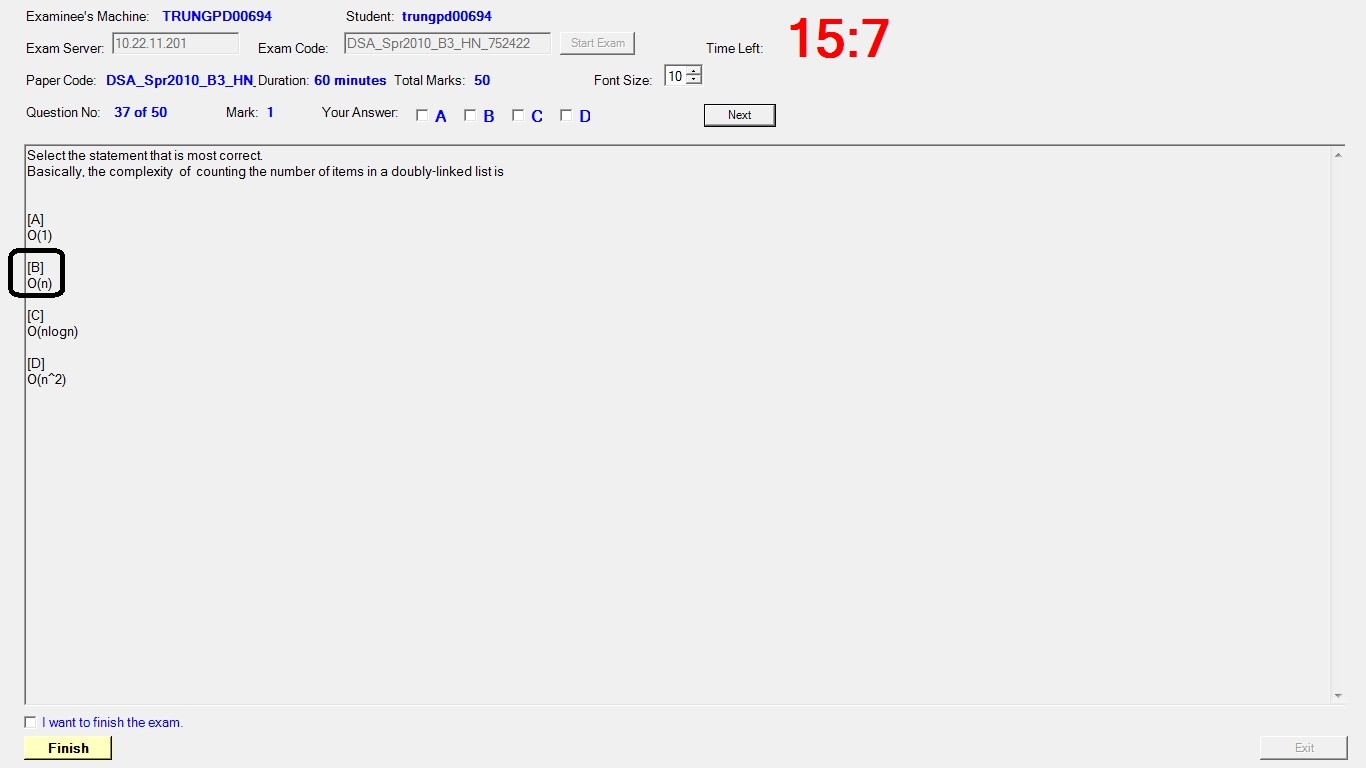 Examinee's Machine: TRUNGPD00694 Student: trungpd00694
Exam Server: 10.22.11.201 Exam Code: DSA_Spr2010_B3_HN_752422 Start Exam Time Left: 15:7
Paper Code: DSA_Spr2010_B3_HN_ Duration: 60 minutes Total Marks: 50 Font Size: 10
Question No: 37 of 50 Mark: 1 Your Answer: A B C D Next
Select the statement that is most correct.
Basically, the complexity of counting the number of items in a doubly-linked list is
[A]
O(1)
[B]
O(n)
[C]
O(nlogn)
[D]
O(n^2)
I want to finish the exam.
Finish Exit